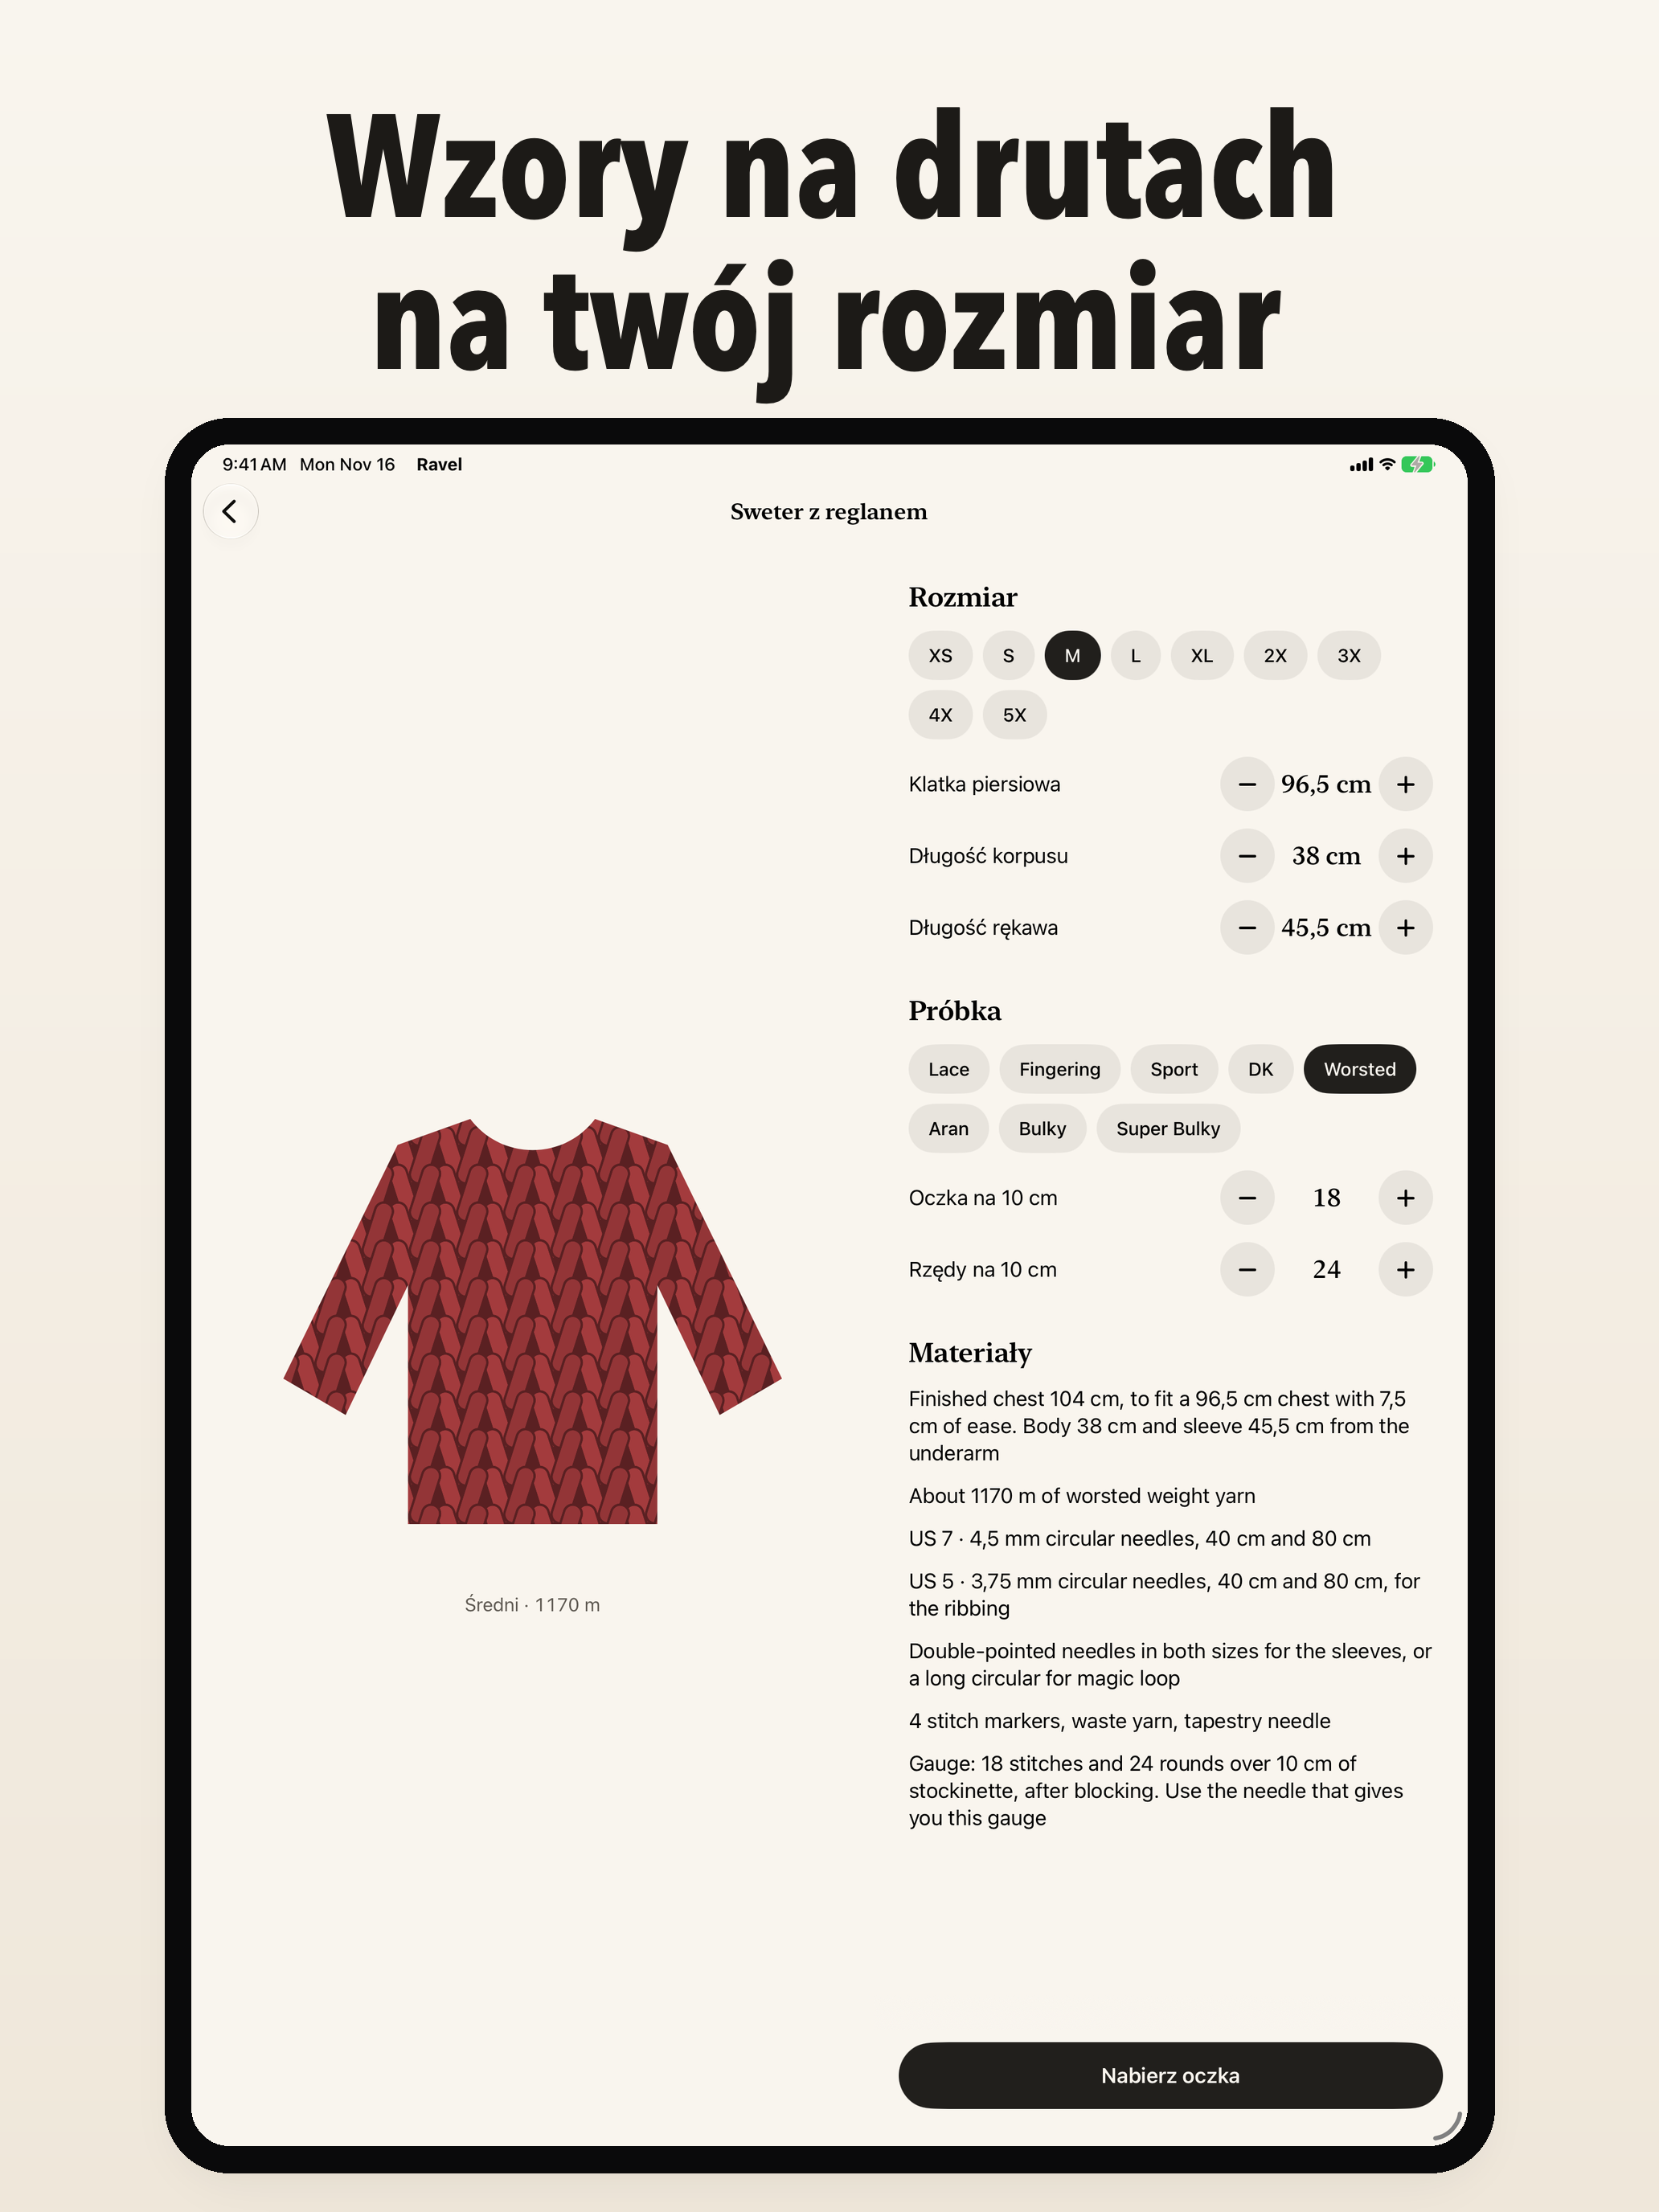 Wzory na drutach
na twój rozmiar
9:41 AM Mon Nov 16 Ravel
Sweter z reglanem
Rozmiar
XS S M L XL 2X 3X
4X 5X
Klatka piersiowa − 96,5 cm +
Długość korpusu − 38 cm +
Długość rękawa − 45,5 cm +
Próbka
Lace Fingering Sport DK Worsted
Aran Bulky Super Bulky
Oczka na 10 cm − 18 +
Rzędy na 10 cm − 24 +
Materiały
Finished chest 104 cm, to fit a 96,5 cm chest with 7,5
cm of ease. Body 38 cm and sleeve 45,5 cm from the
underarm
About 1170 m of worsted weight yarn
US 7 · 4,5 mm circular needles, 40 cm and 80 cm
US 5 · 3,75 mm circular needles, 40 cm and 80 cm, for
the ribbing
Double-pointed needles in both sizes for the sleeves, or
a long circular for magic loop
4 stitch markers, waste yarn, tapestry needle
Gauge: 18 stitches and 24 rounds over 10 cm of
stockinette, after blocking. Use the needle that gives
you this gauge
Średni · 1170 m
Nabierz oczka